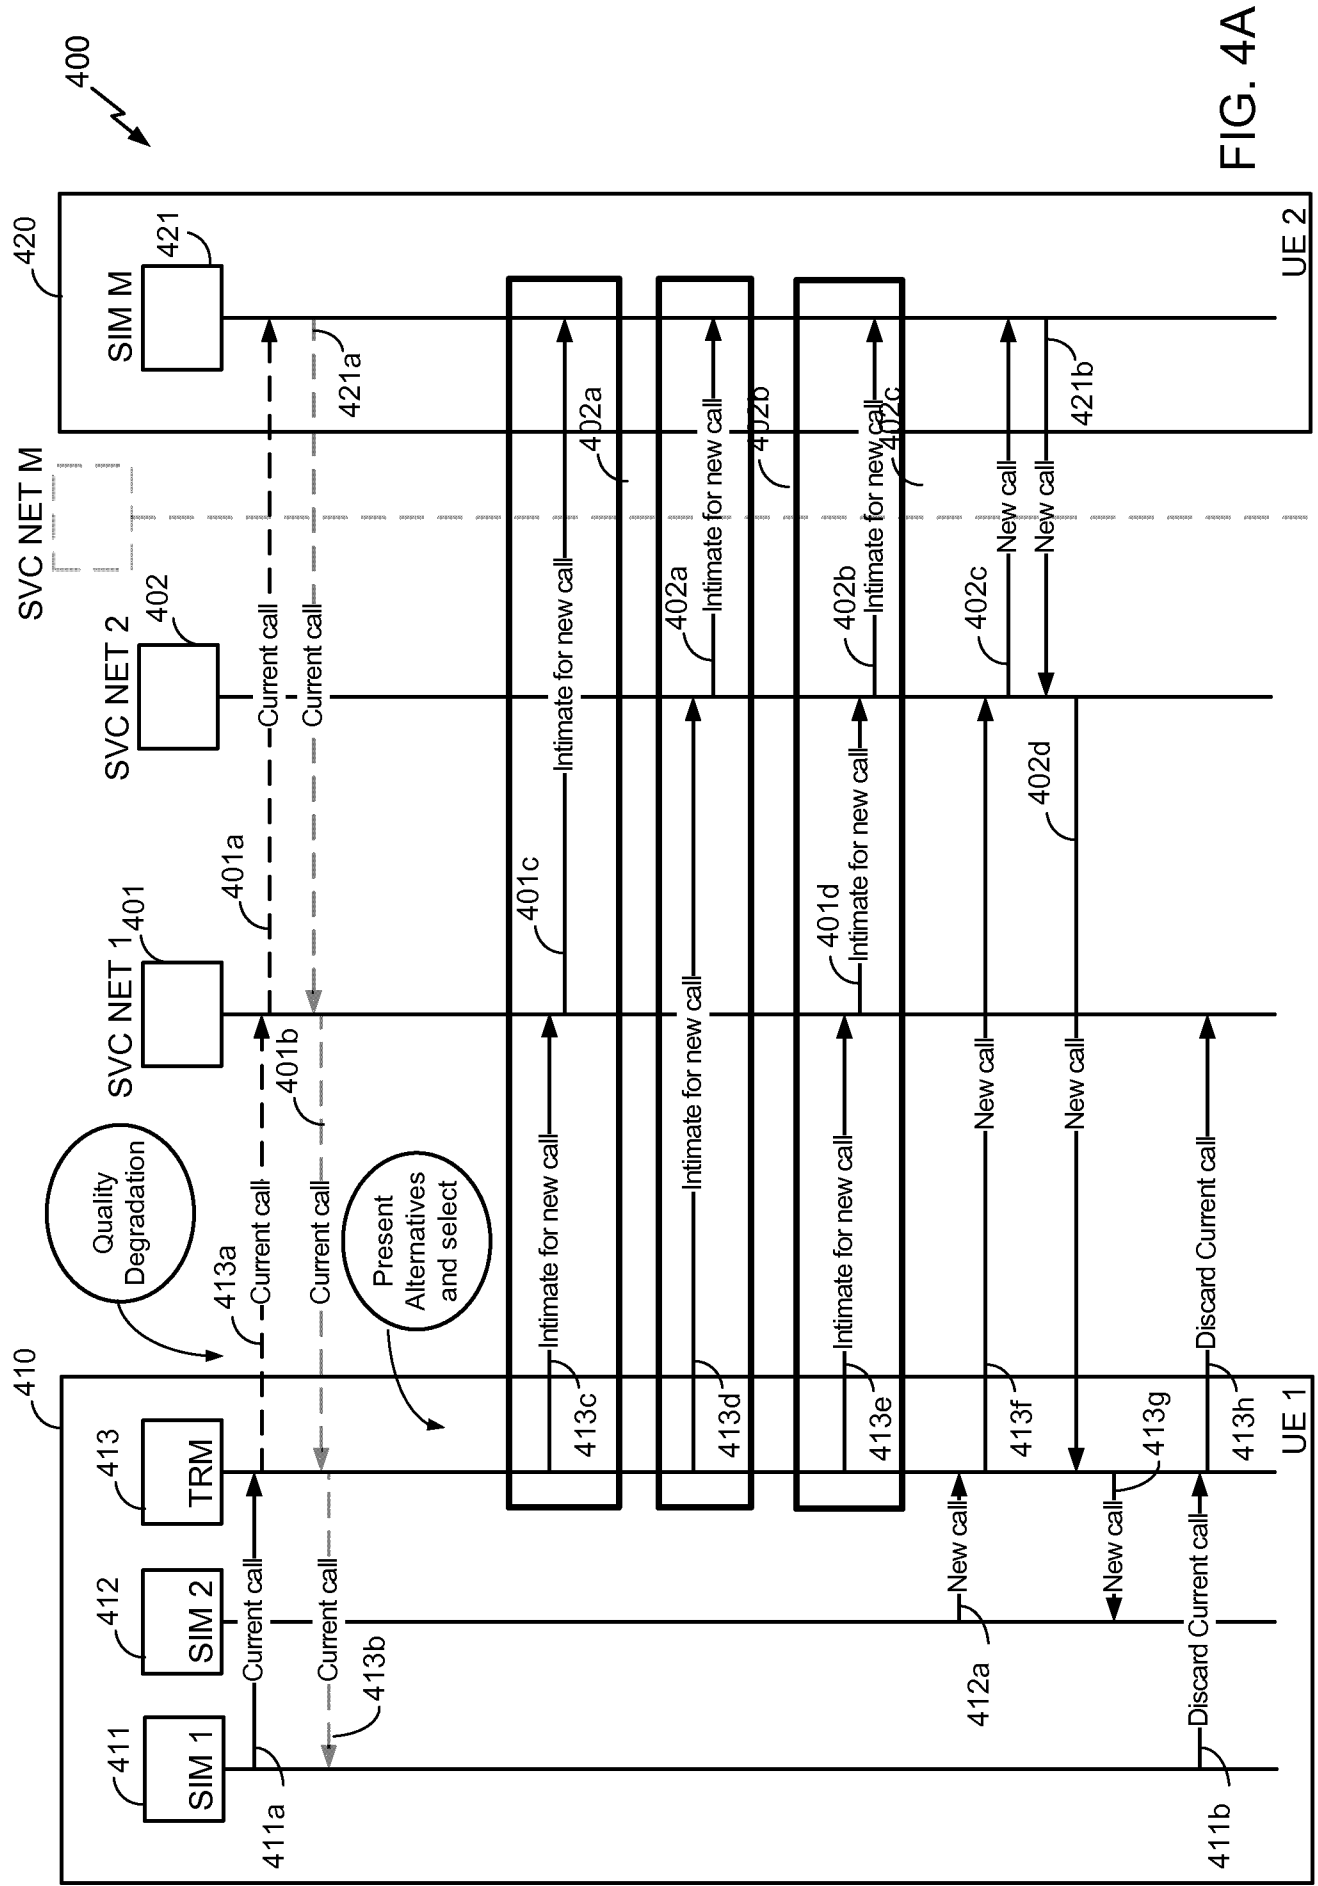 400
410
420
411
412
413
SVC NET 1
401
SVC NET 2
402
SVC NET M
SIM M
421
SIM 1
SIM 2
TRM
Quality
Degradation
Current call
411a
Current call
413a
Current call
401a
Current call
421a
Current call
401b
Current call
413b
Present
Alternatives
and select
Intimate for new call
413c
Intimate for new call
401c
402a
Intimate for new call
413d
Intimate for new call
402a
402b
Intimate for new call
413e
Intimate for new call
401d
Intimate for new call
402b
402c
New call
412a
New call
413f
New call
402c
New call
421b
New call
402d
New call
413g
Discard Current call
411b
Discard Current call
413h
UE 1
UE 2
FIG. 4A